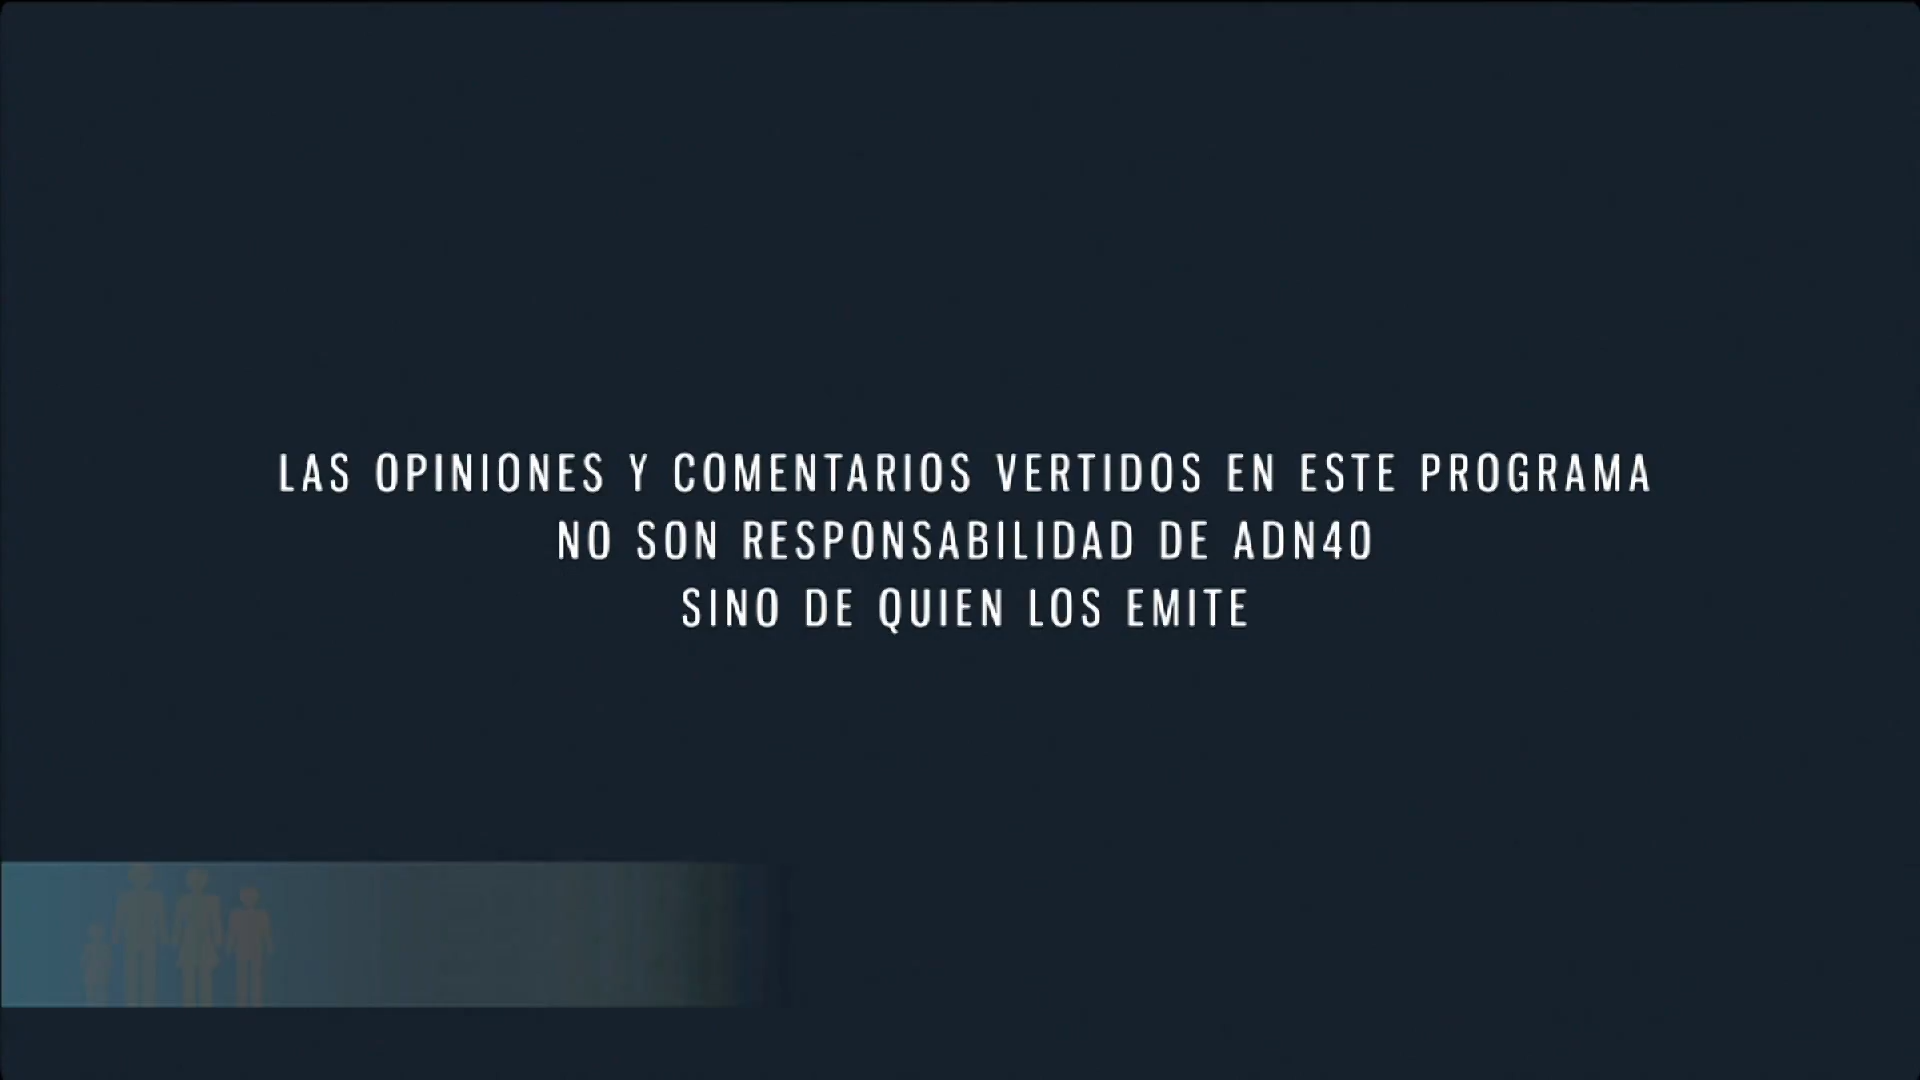 LAS OPINIONES Y COMENTARIOS VERTIDOS EN ESTE PROGRAMA
NO SON RESPONSABILIDAD DE ADN40
SINO DE QUIEN LOS EMITE